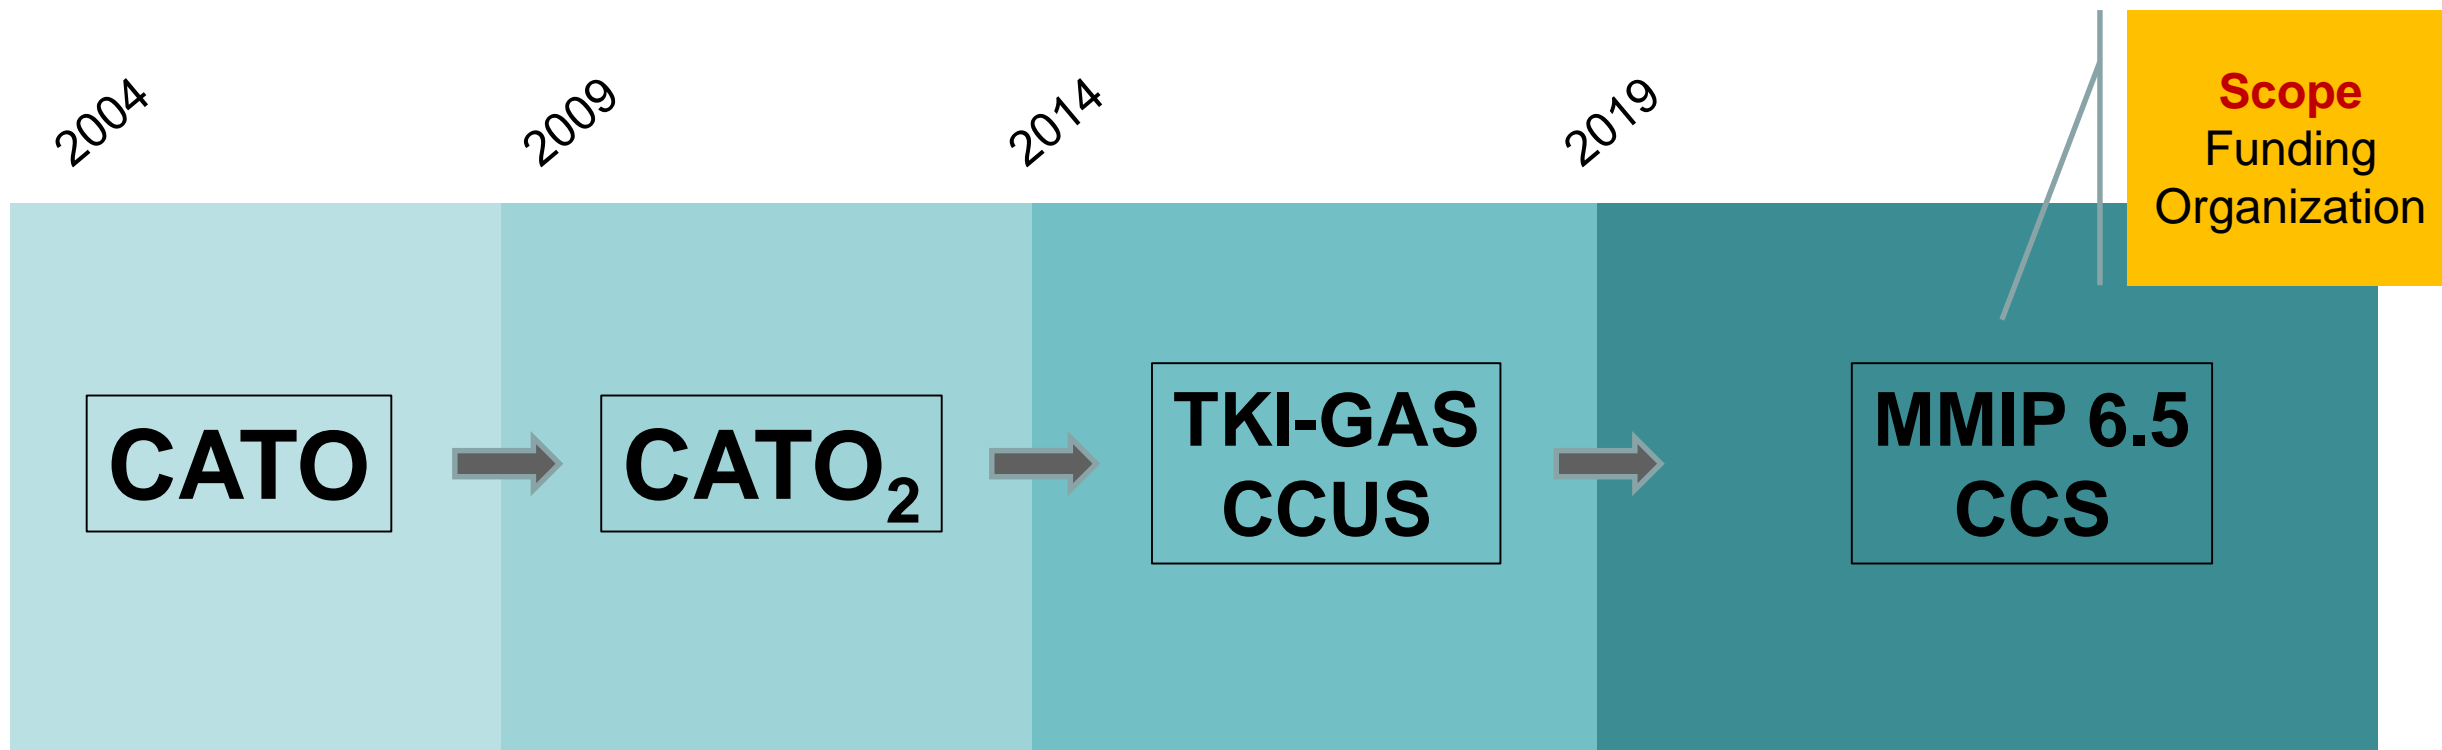 2004
2009
2014
2019
Scope
Funding
Organization
CATO
CATO₂
TKI-GAS
CCUS
MMIP 6.5
CCS